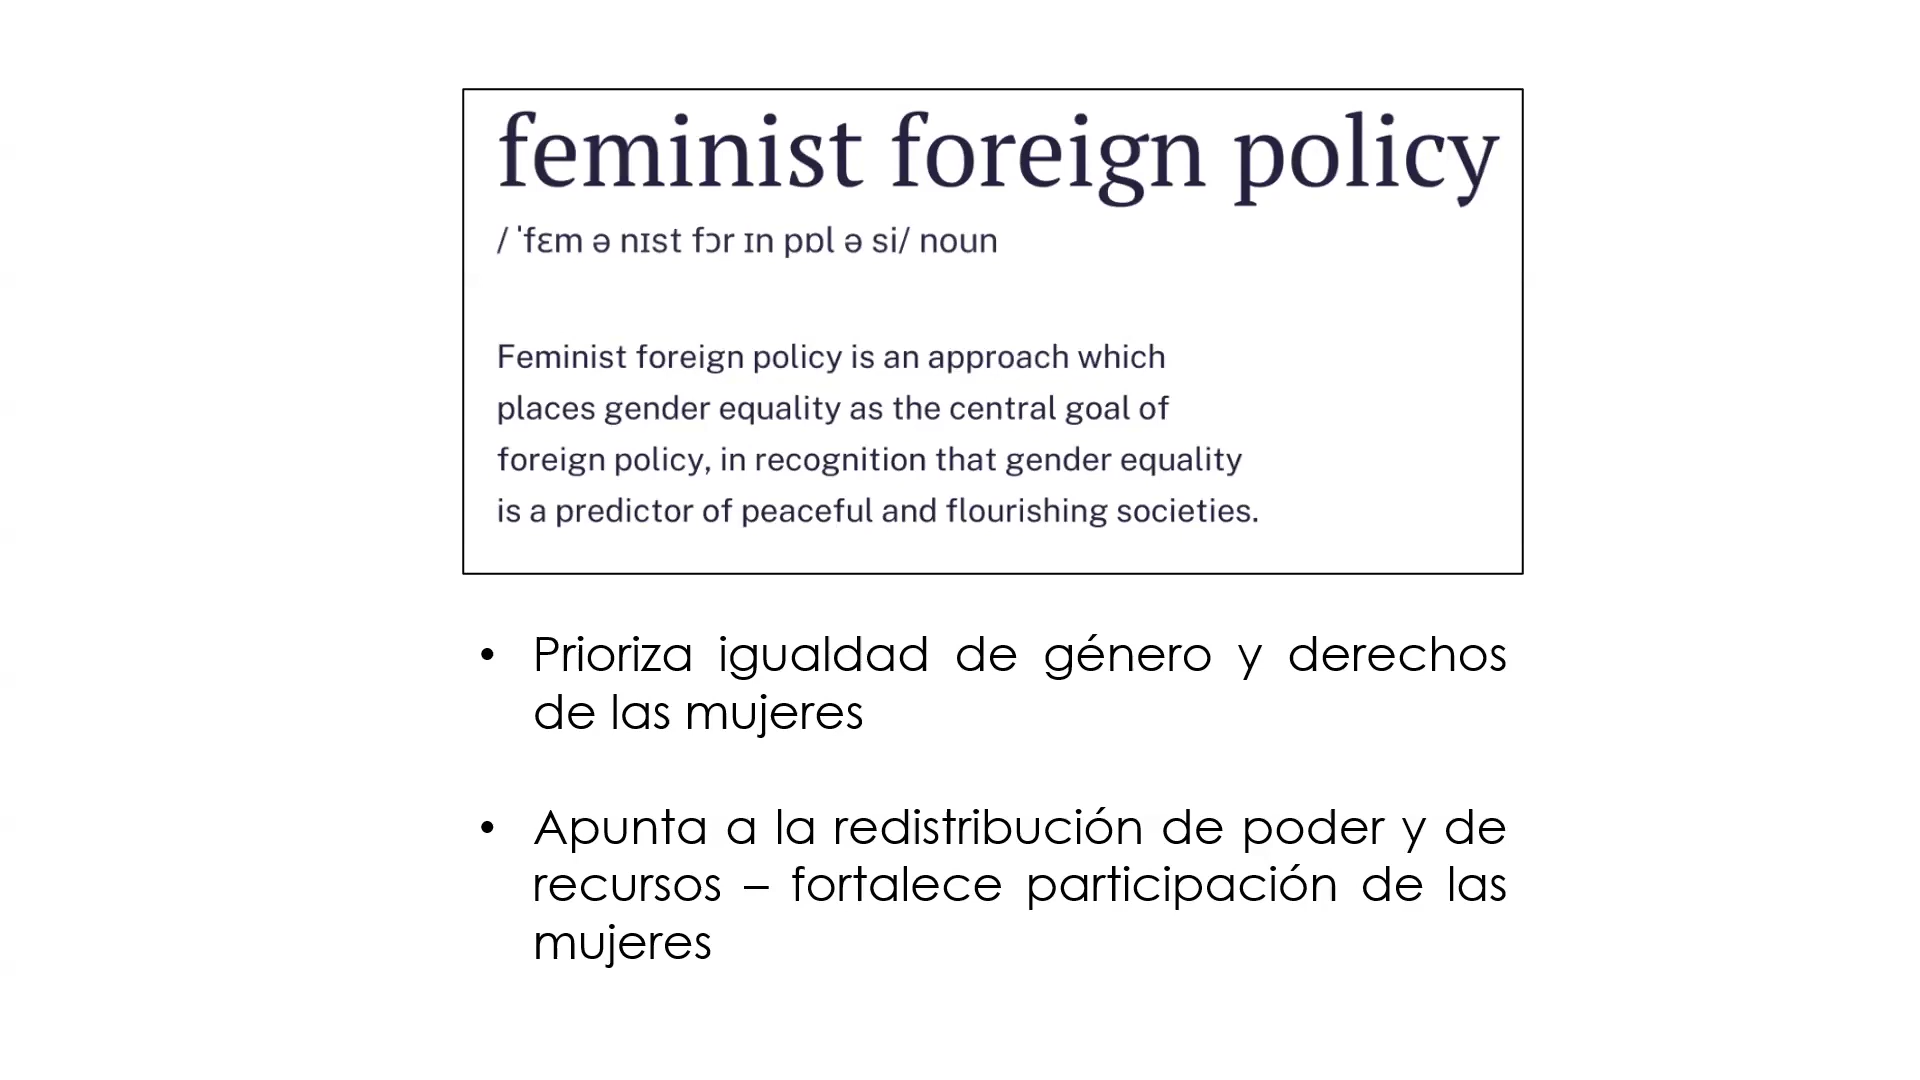 feminist foreign policy
/ ˈfɛm ə nɪst fɔr ɪn pɒl ə si/ noun
Feminist foreign policy is an approach which
places gender equality as the central goal of
foreign policy, in recognition that gender equality
is a predictor of peaceful and flourishing societies.
• Prioriza igualdad de género y derechos
de las mujeres
• Apunta a la redistribución de poder y de
recursos – fortalece participación de las
mujeres